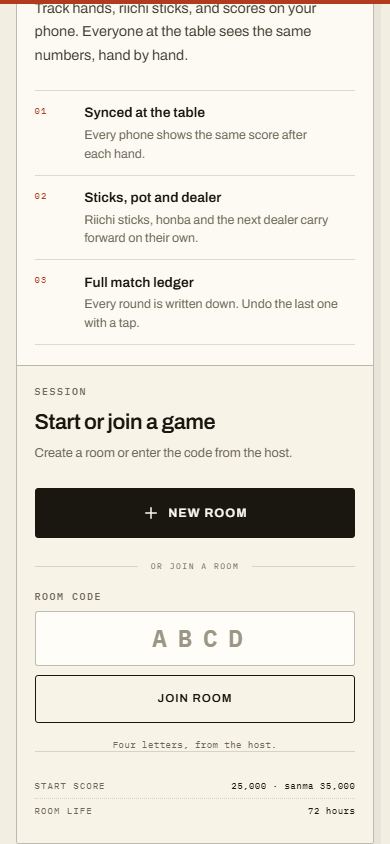 Track hands, riichi sticks, and scores on your
phone. Everyone at the table sees the same
numbers, hand by hand.
01
Synced at the table
Every phone shows the same score after
each hand.
02
Sticks, pot and dealer
Riichi sticks, honba and the next dealer carry
forward on their own.
03
Full match ledger
Every round is written down. Undo the last one
with a tap.
SESSION
Start or join a game
Create a room or enter the code from the host.
+ NEW ROOM
OR JOIN A ROOM
ROOM CODE
ABCD
JOIN ROOM
Four letters, from the host.
START SCORE 25,000 · sanma 35,000
ROOM LIFE 72 hours